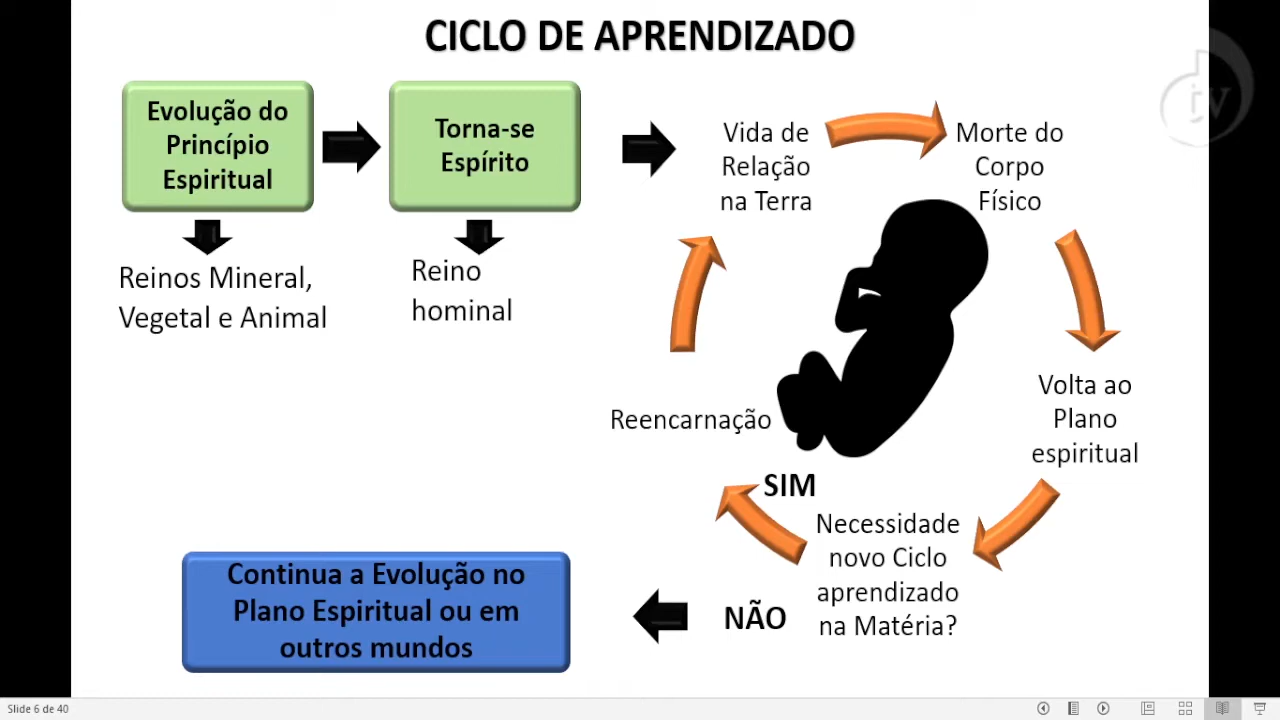 CICLO DE APRENDIZADO
Evolução do
Princípio
Espiritual
Torna-se
Espírito
Reinos Mineral,
Vegetal e Animal
Reino
hominal
Vida de
Relação
na Terra
Morte do
Corpo
Físico
Volta ao
Plano
espiritual
Necessidade
novo Ciclo
aprendizado
na Matéria?
SIM
Reencarnação
NÃO
Continua a Evolução no
Plano Espiritual ou em
outros mundos
tv
Slide 6 de 40